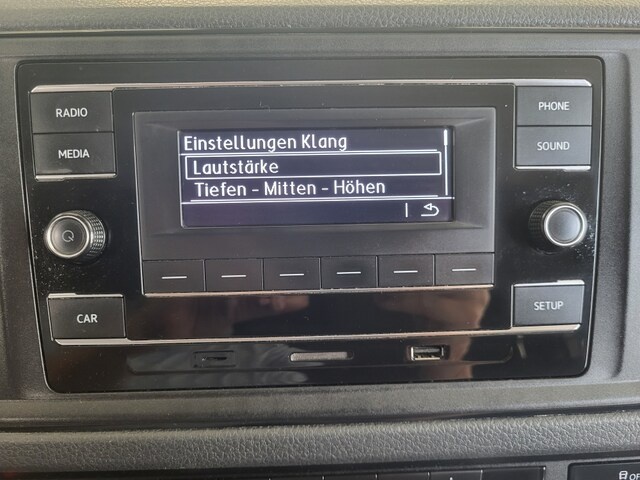 RADIO
PHONE
MEDIA
SOUND
Einstellungen Klang
Lautstärke
Tiefen - Mitten - Höhen
CAR
SETUP